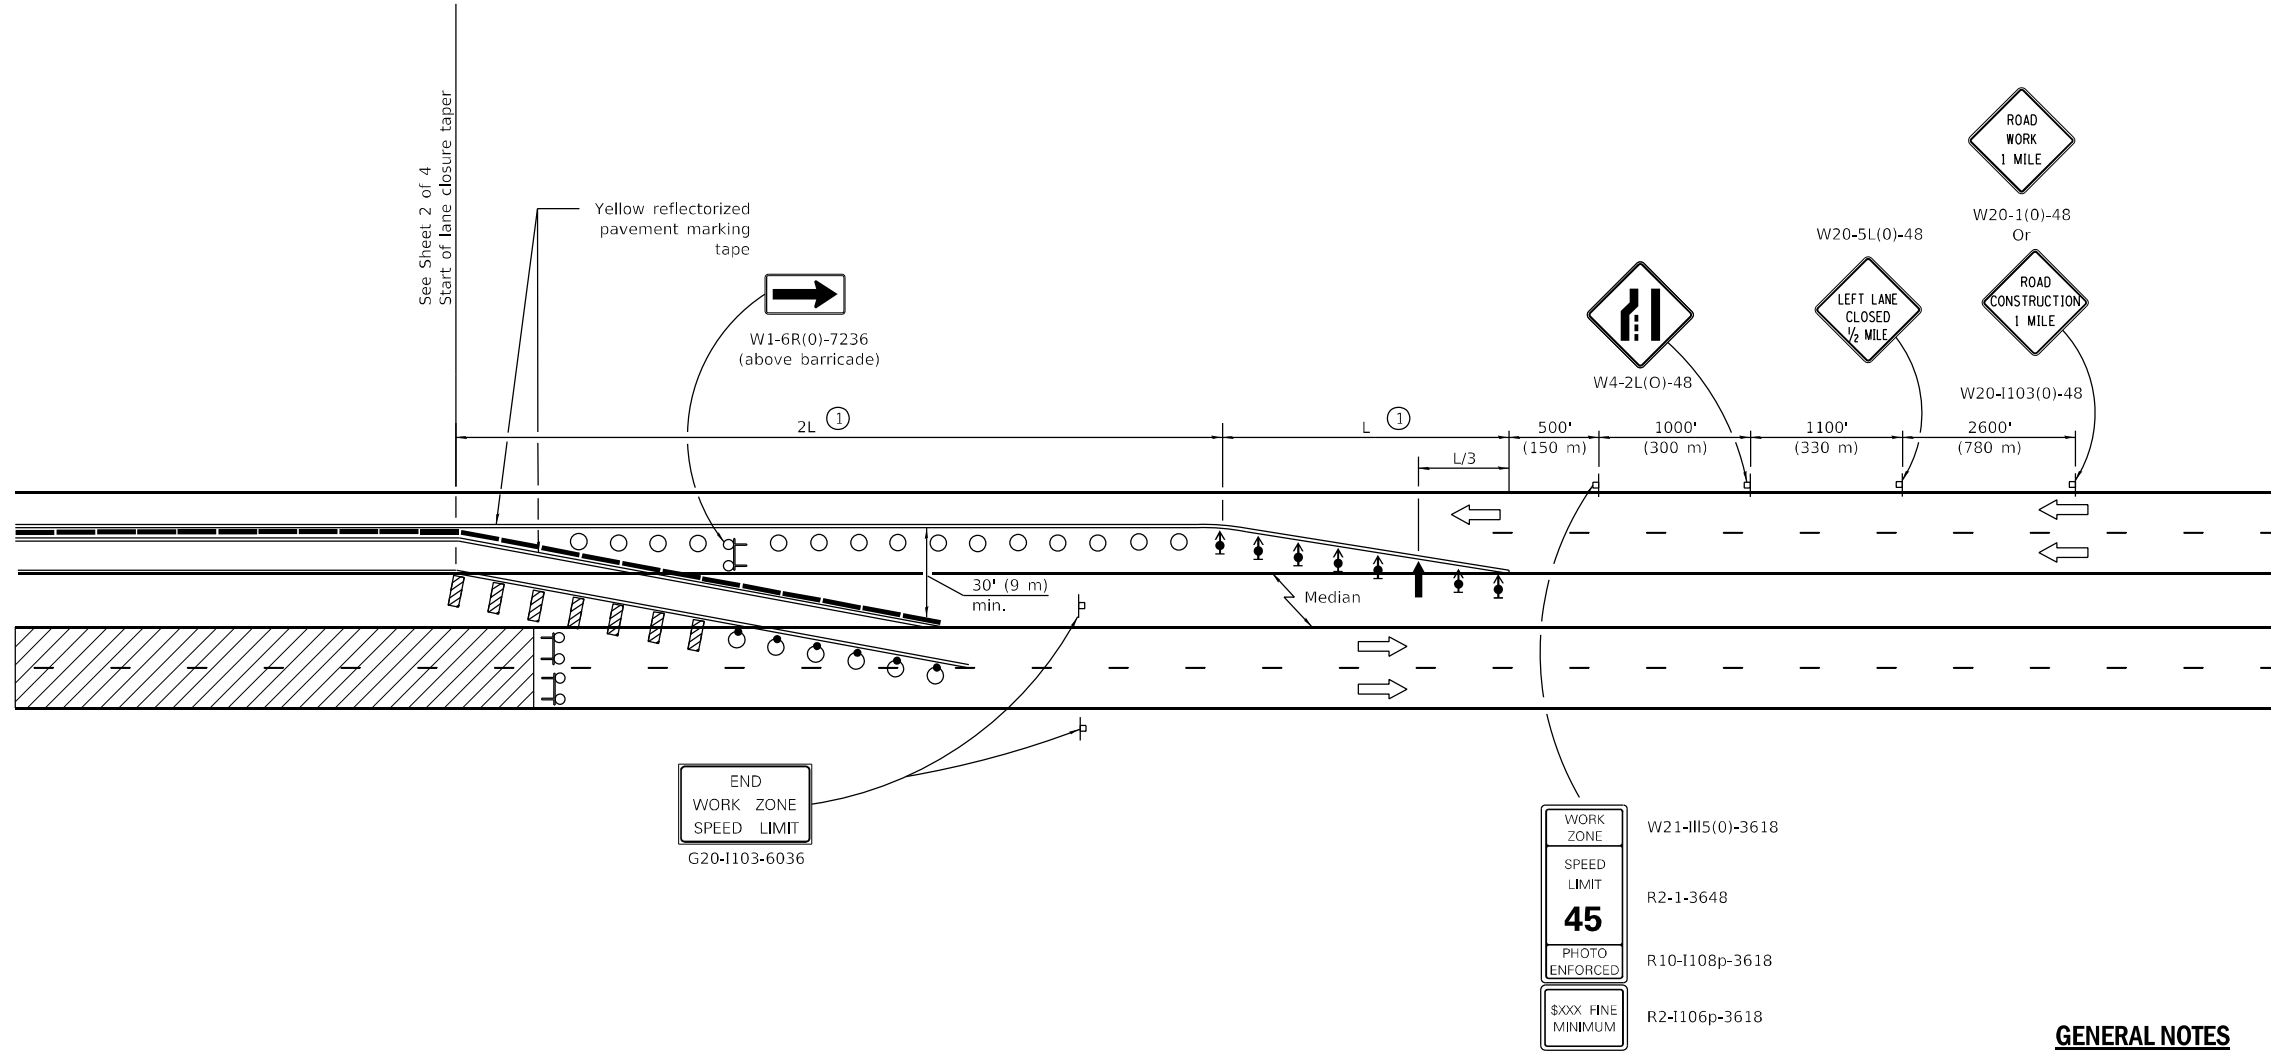 See Sheet 2 of 4
Start of lane closure taper
Yellow reflectorized
pavement marking
tape
W1-6R(0)-7236
(above barricade)
ROAD
WORK
1 MILE
W20-1(0)-48
Or
W20-5L(0)-48
LEFT LANE
CLOSED
1/2 MILE
ROAD
CONSTRUCTION
1 MILE
W4-2L(O)-48
W20-I103(0)-48
2L 1
L 1
500'
(150 m)
1000'
(300 m)
1100'
(330 m)
2600'
(780 m)
L/3
30' (9 m)
min.
Median
END
WORK ZONE
SPEED LIMIT
G20-I103-6036
WORK
ZONE
W21-III5(0)-3618
SPEED
LIMIT
45
R2-1-3648
PHOTO
ENFORCED
R10-I108p-3618
$XXX FINE
MINIMUM
R2-I106p-3618
GENERAL NOTES